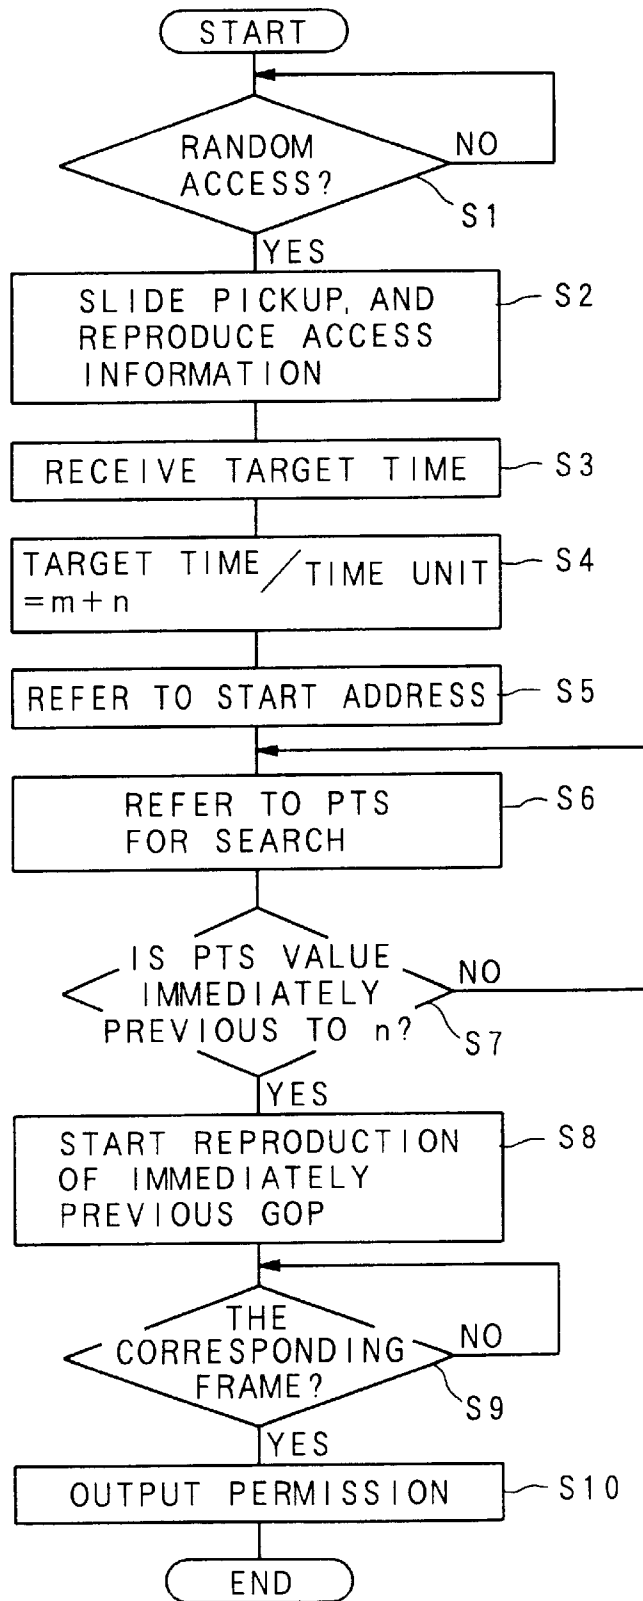 START
RANDOM
ACCESS?
NO
S1
YES
SLIDE PICKUP, AND
REPRODUCE ACCESS
INFORMATION
S2
RECEIVE TARGET TIME
S3
TARGET TIME / TIME UNIT
=m+n
S4
REFER TO START ADDRESS
S5
REFER TO PTS
FOR SEARCH
S6
IS PTS VALUE
IMMEDIATELY
PREVIOUS TO n?
NO
S7
YES
START REPRODUCTION
OF IMMEDIATELY
PREVIOUS GOP
S8
THE
CORRESPONDING
FRAME?
NO
S9
YES
OUTPUT PERMISSION
S10
END